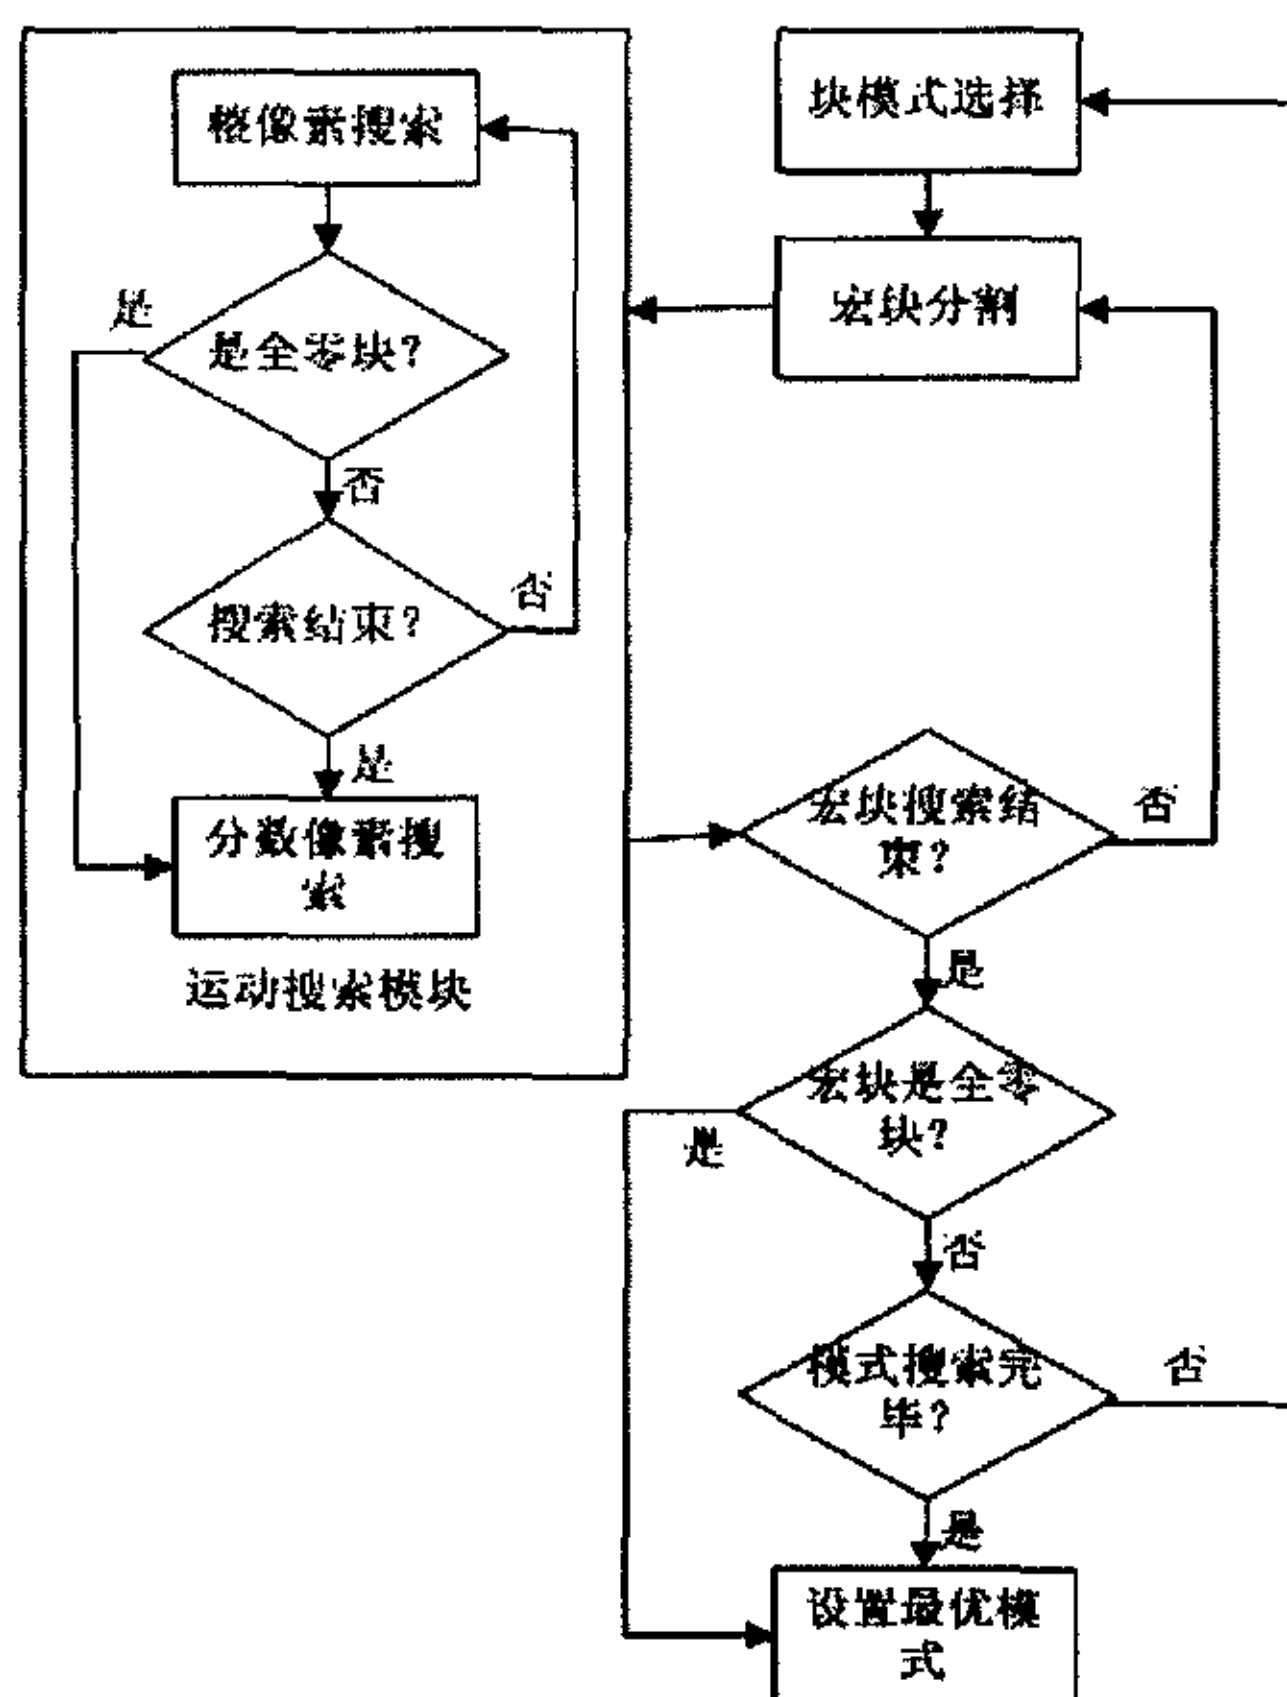 整像素搜索
是
是全零块？
否
搜索结束？
否
是
分数像素搜
索
运动搜索模块
块模式选择
宏块分割
宏块搜索结
束？
否
是
宏块是全零
块？
是
否
模式搜索完
毕？
否
是
设置最优模
式